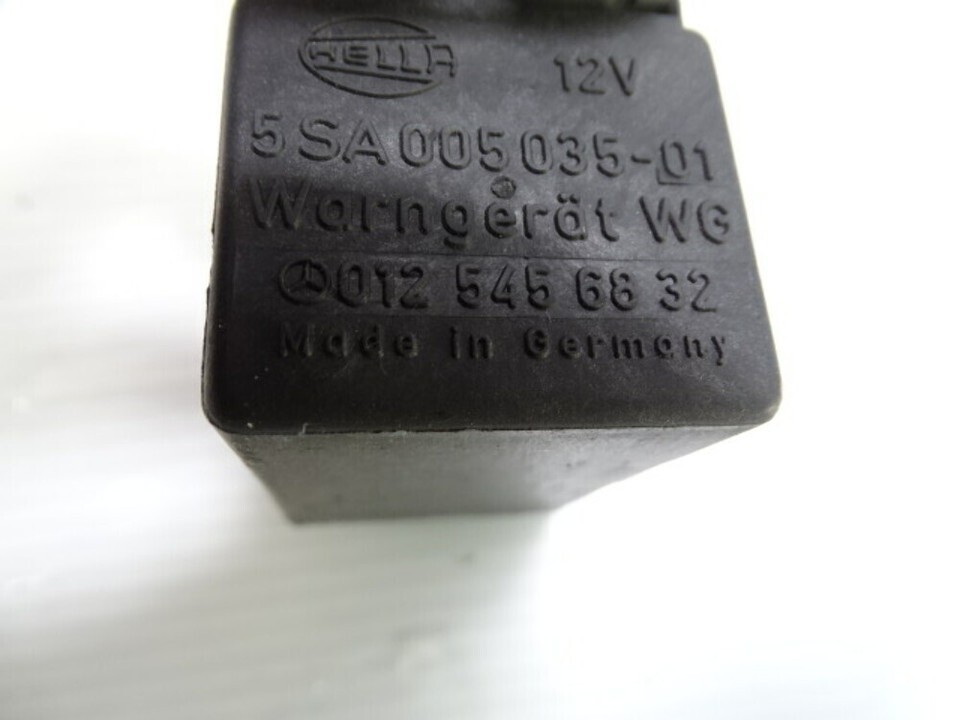 HELLA 12V
5 SA 005 035-01
Warngerät WG
012 545 68 32
Made in Germany